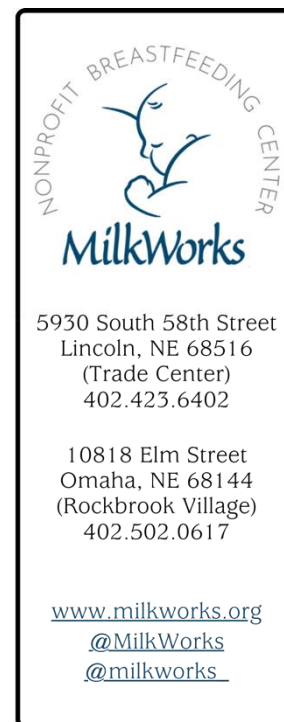 NONPROFIT BREASTFEEDING CENTER
MilkWorks
5930 South 58th Street
Lincoln, NE 68516
(Trade Center)
402.423.6402
10818 Elm Street
Omaha, NE 68144
(Rockbrook Village)
402.502.0617
www.milkworks.org
@MilkWorks
@milkworks_